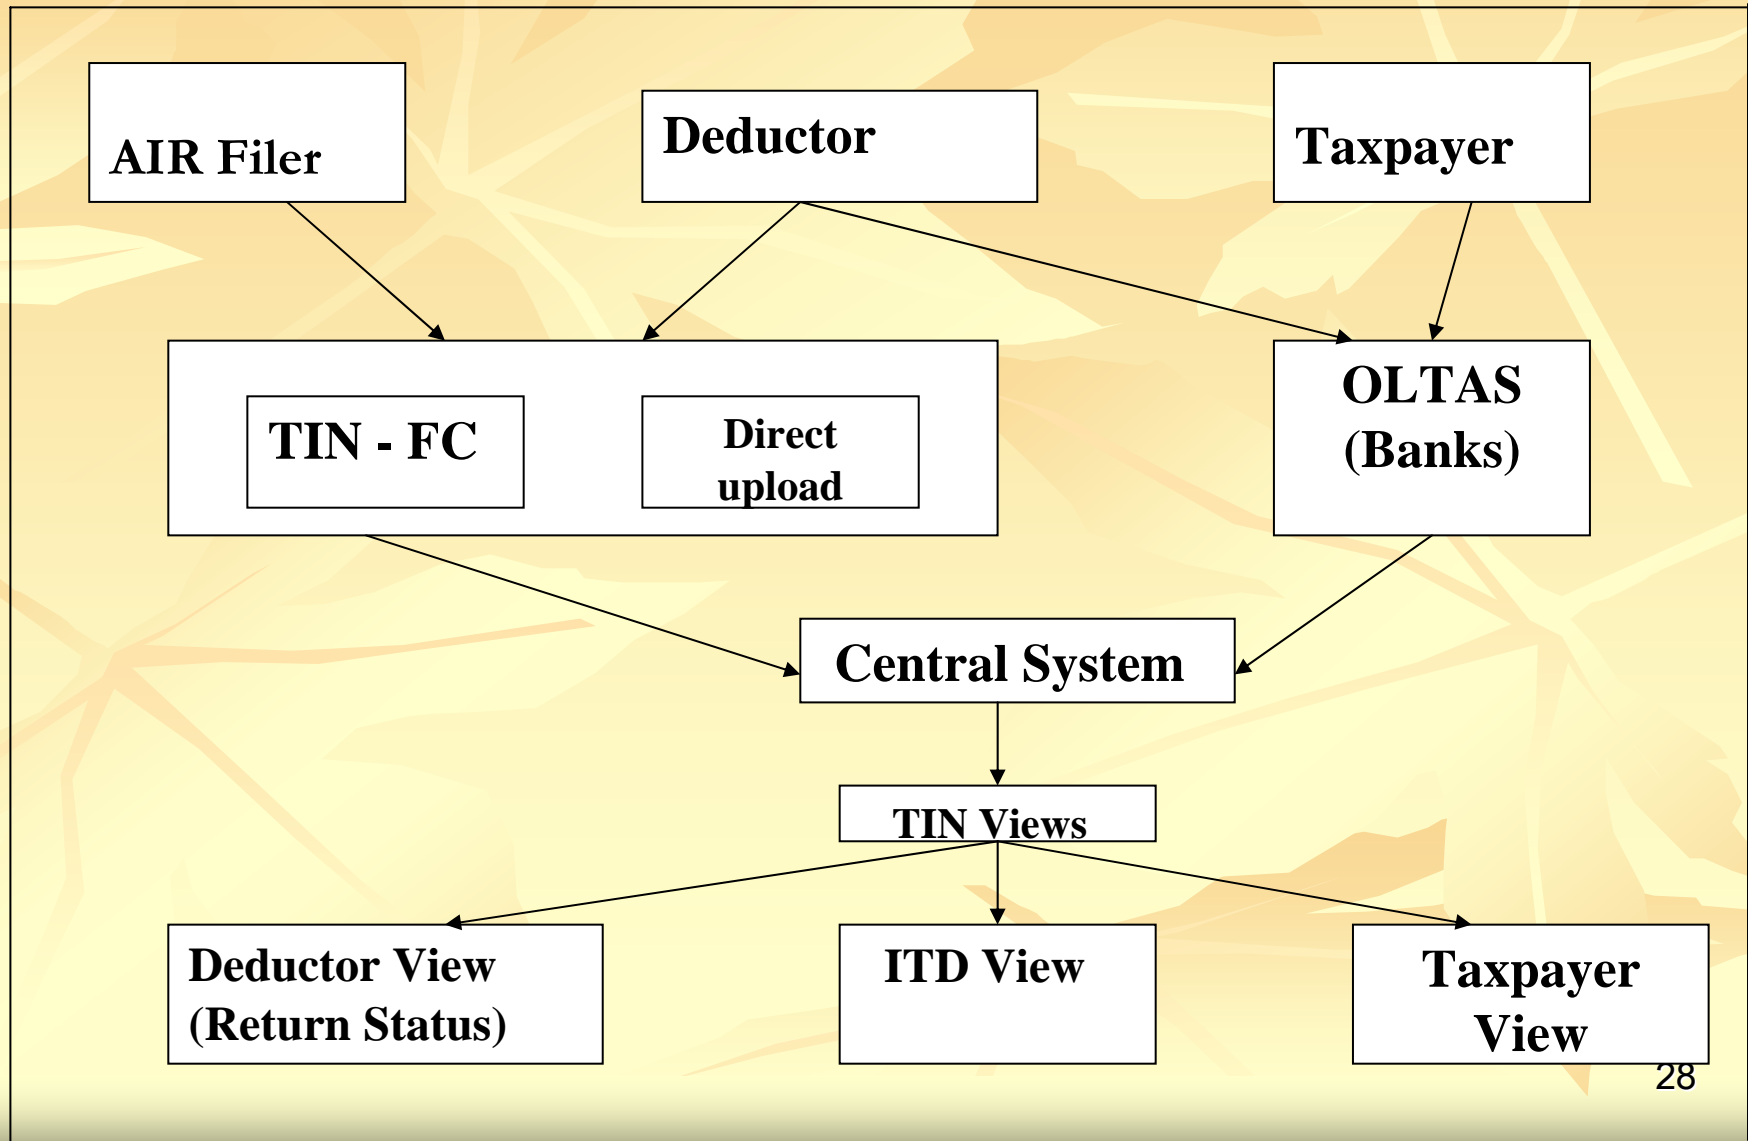 AIR Filer
Deductor
Taxpayer
TIN - FC
Direct
upload
OLTAS
(Banks)
Central System
TIN Views
Deductor View
(Return Status)
ITD View
Taxpayer
View
28